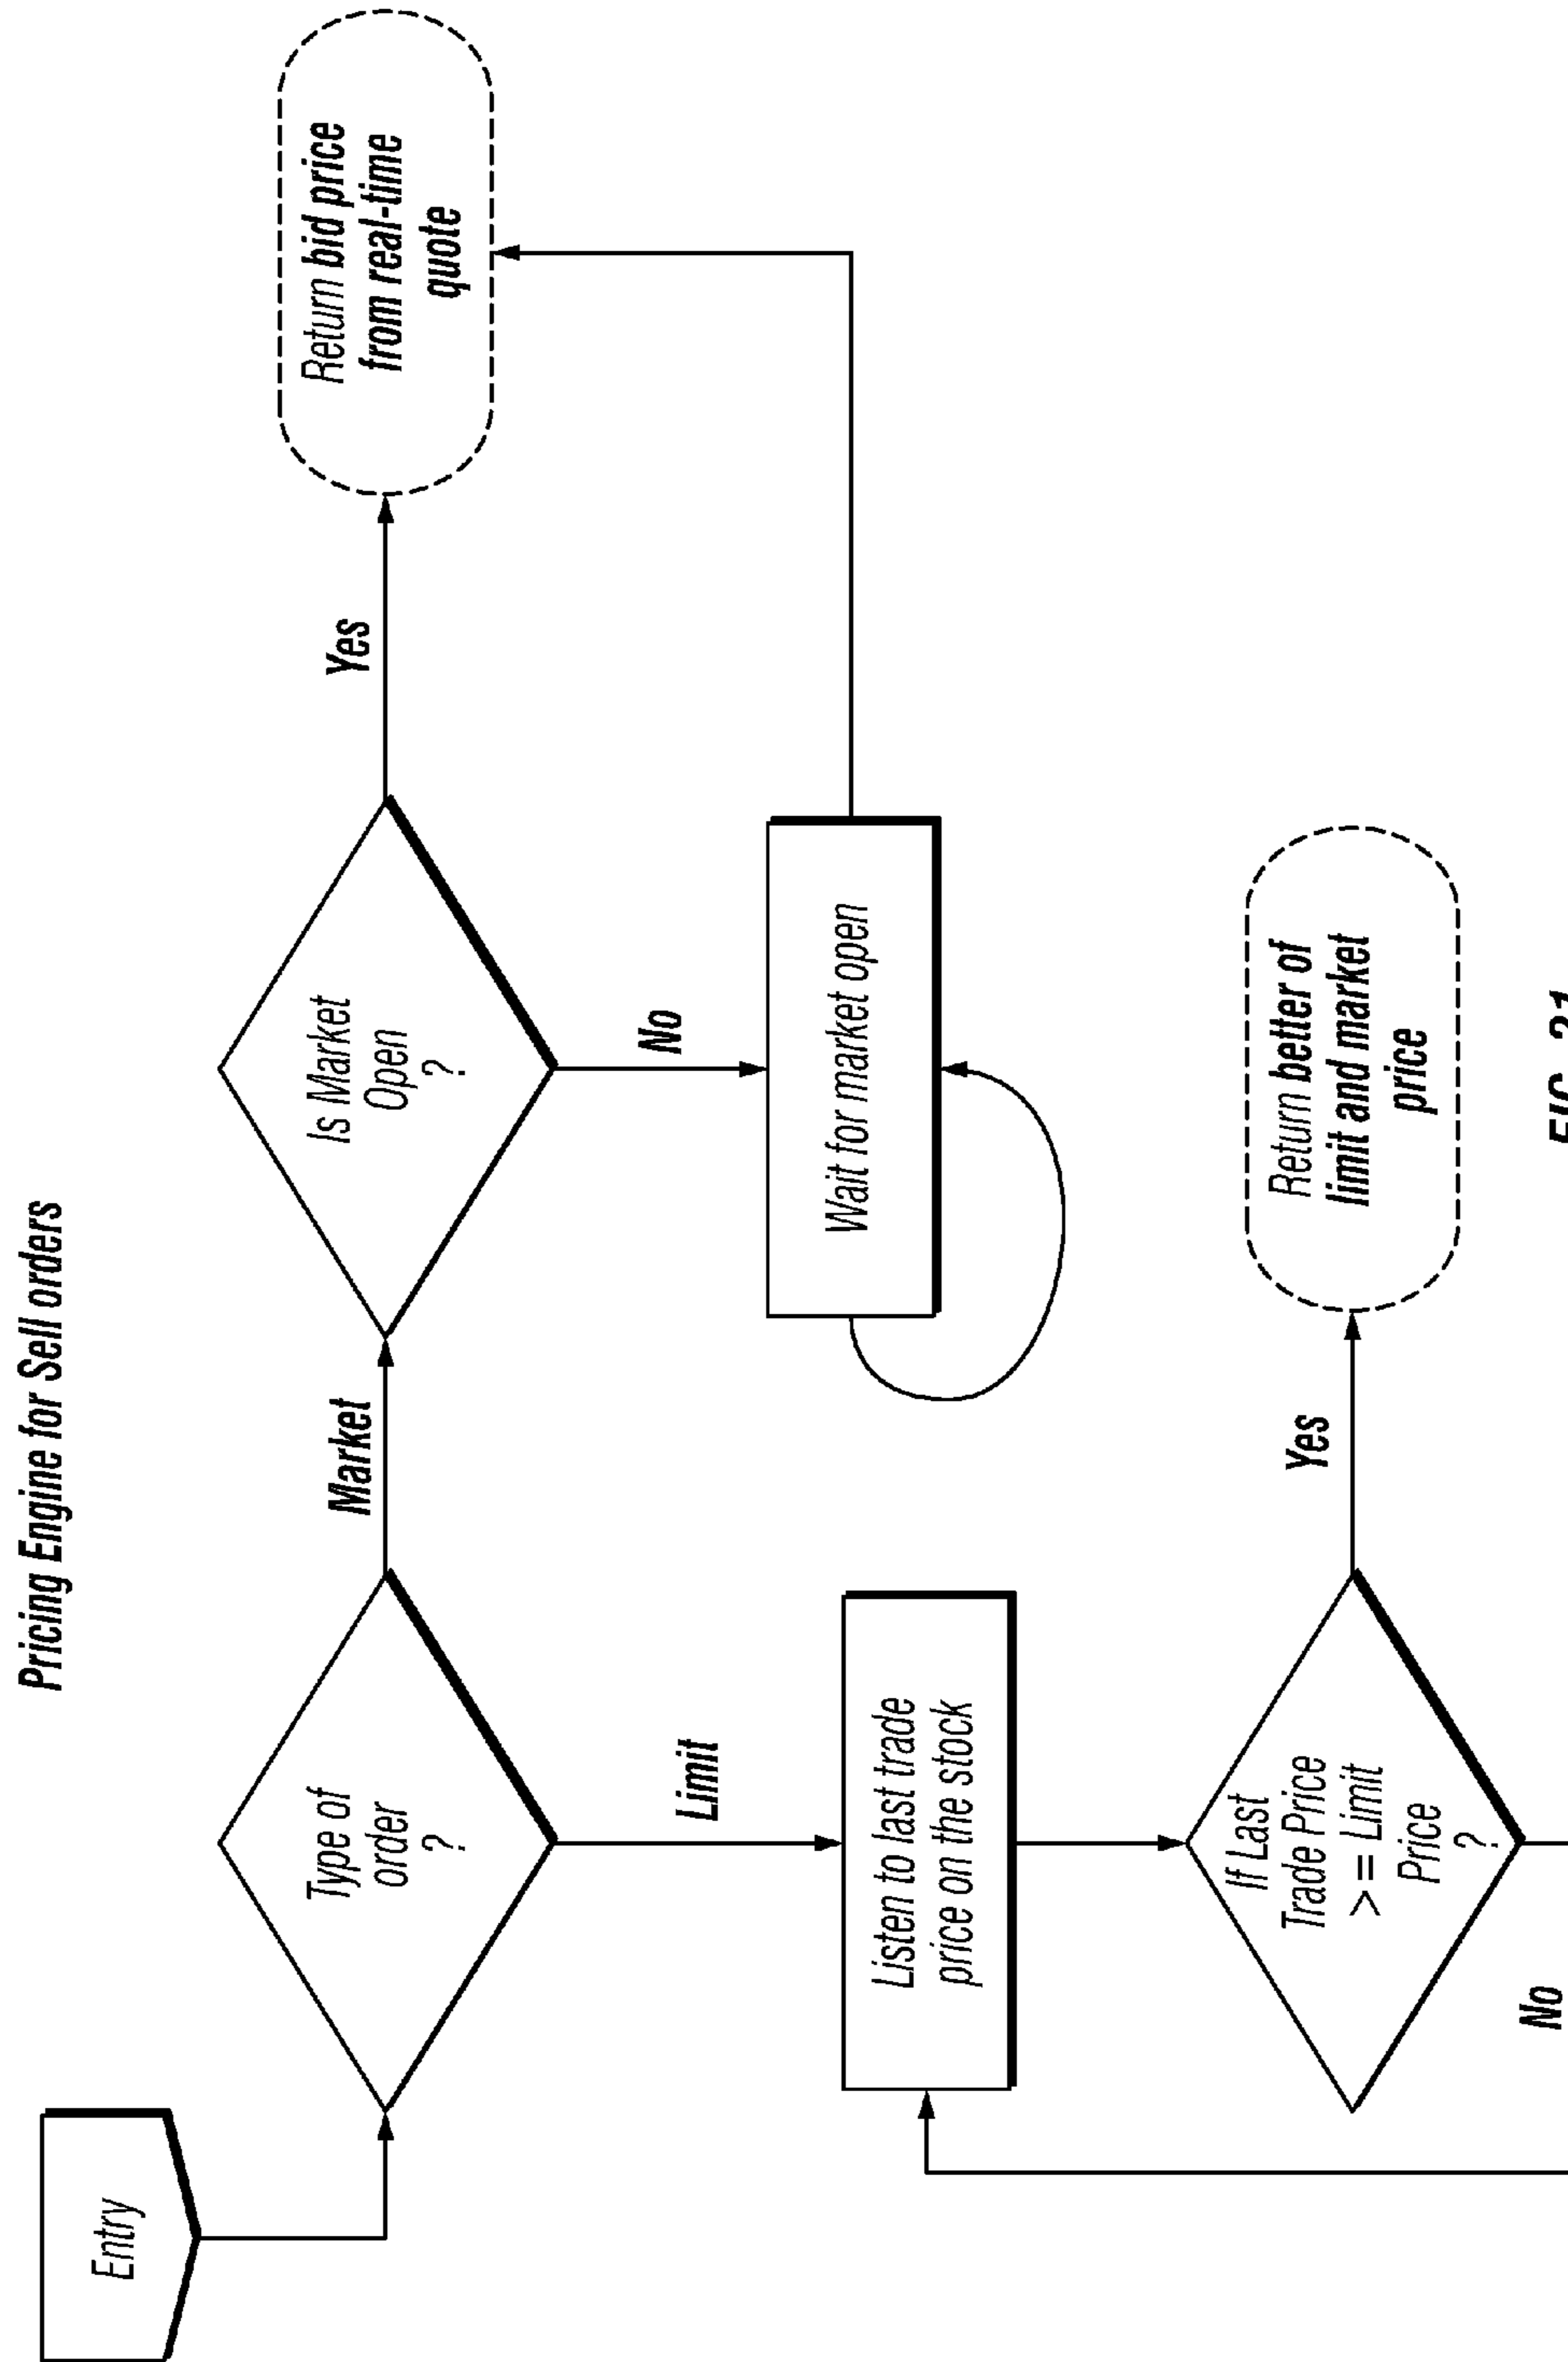 Pricing Engine for Sell orders
Entry
Type of
order
?
Market
Is Market
Open
?
Yes
Return bid price
from real-time
quote
Limit
No
Wait for market open
Listen to last trade
price on the stock
If Last
Trade Price
>= Limit
Price
?
Yes
Return better of
limit and market
price
No